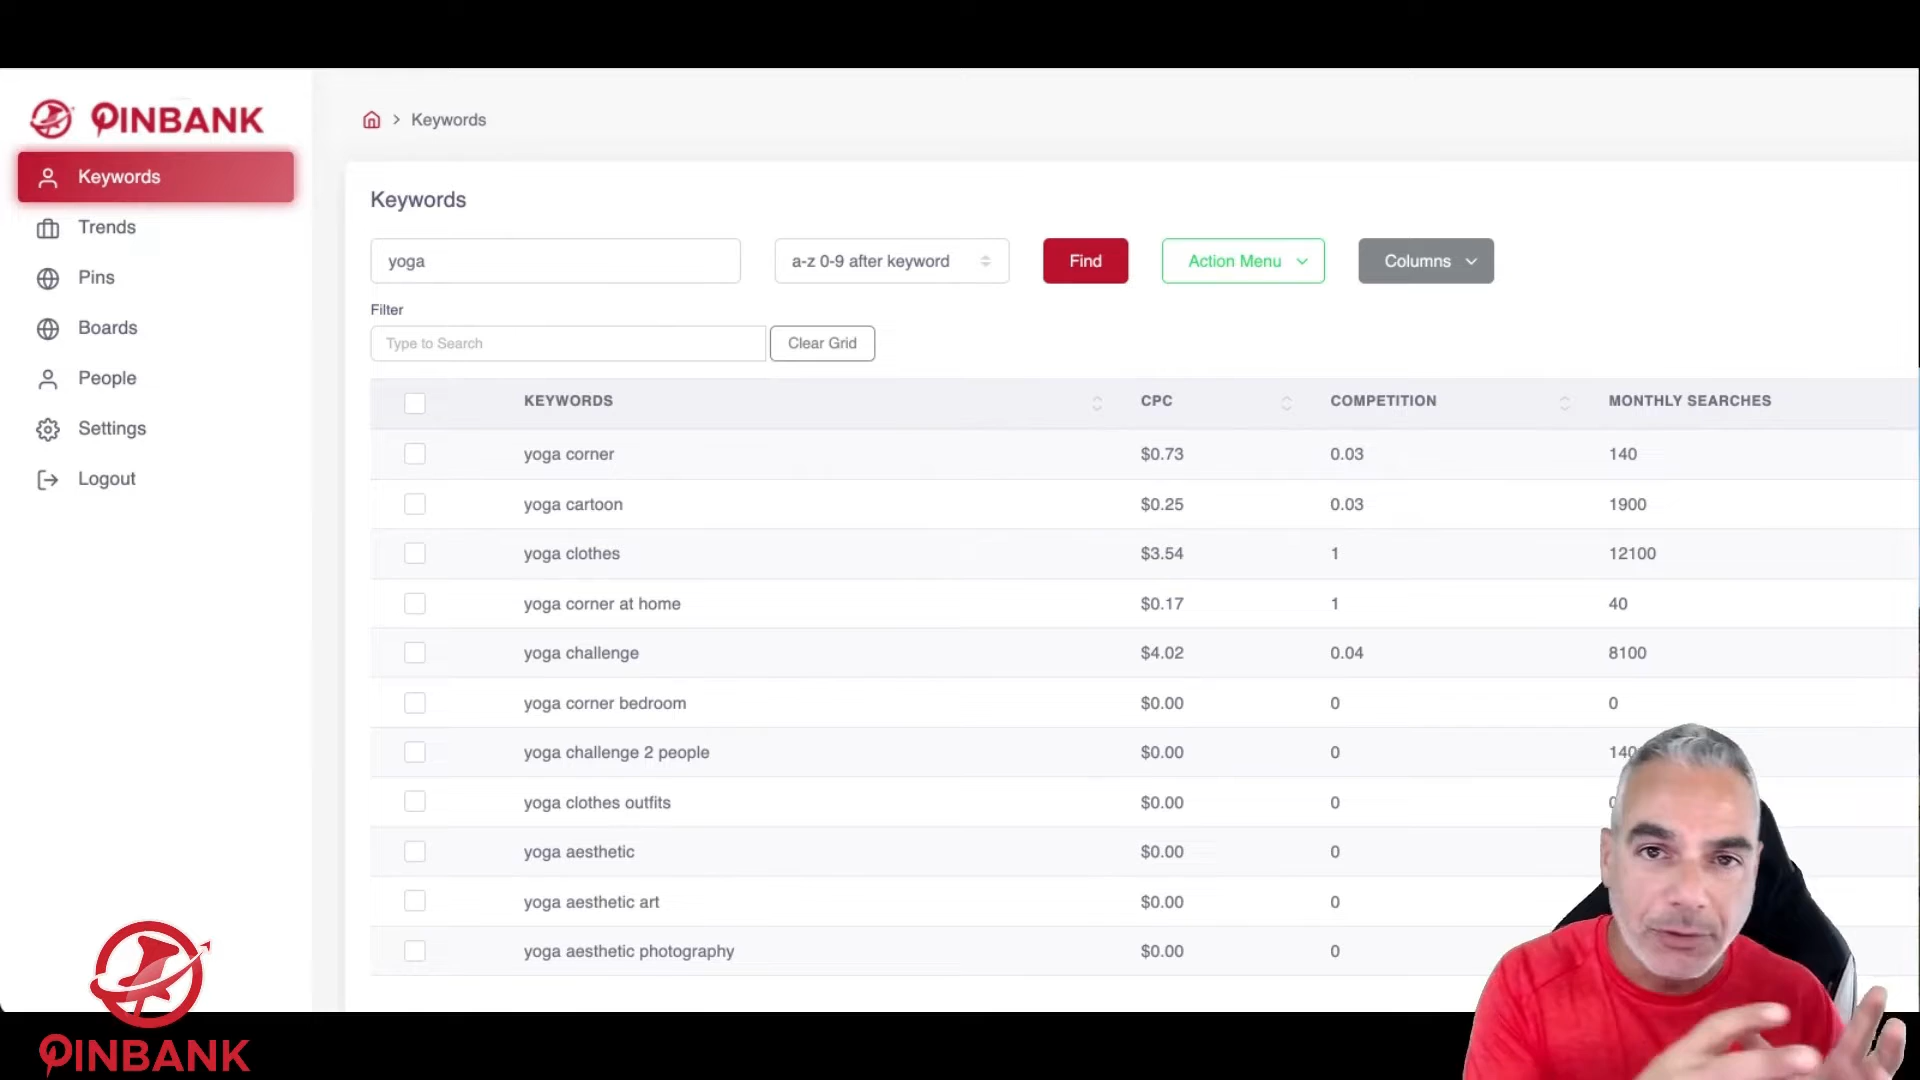 PINBANK
Keywords
Trends
Pins
Boards
People
Settings
Logout
> Keywords
Keywords
yoga
a-z 0-9 after keyword
Find
Action Menu
Columns
Filter
Type to Search
Clear Grid
KEYWORDS CPC COMPETITION MONTHLY SEARCHES
yoga corner $0.73 0.03 140
yoga cartoon $0.25 0.03 1900
yoga clothes $3.54 1 12100
yoga corner at home $0.17 1 40
yoga challenge $4.02 0.04 8100
yoga corner bedroom $0.00 0 0
yoga challenge 2 people $0.00 0
yoga clothes outfits $0.00 0
yoga aesthetic $0.00 0
yoga aesthetic art $0.00 0
yoga aesthetic photography $0.00 0
PINBANK